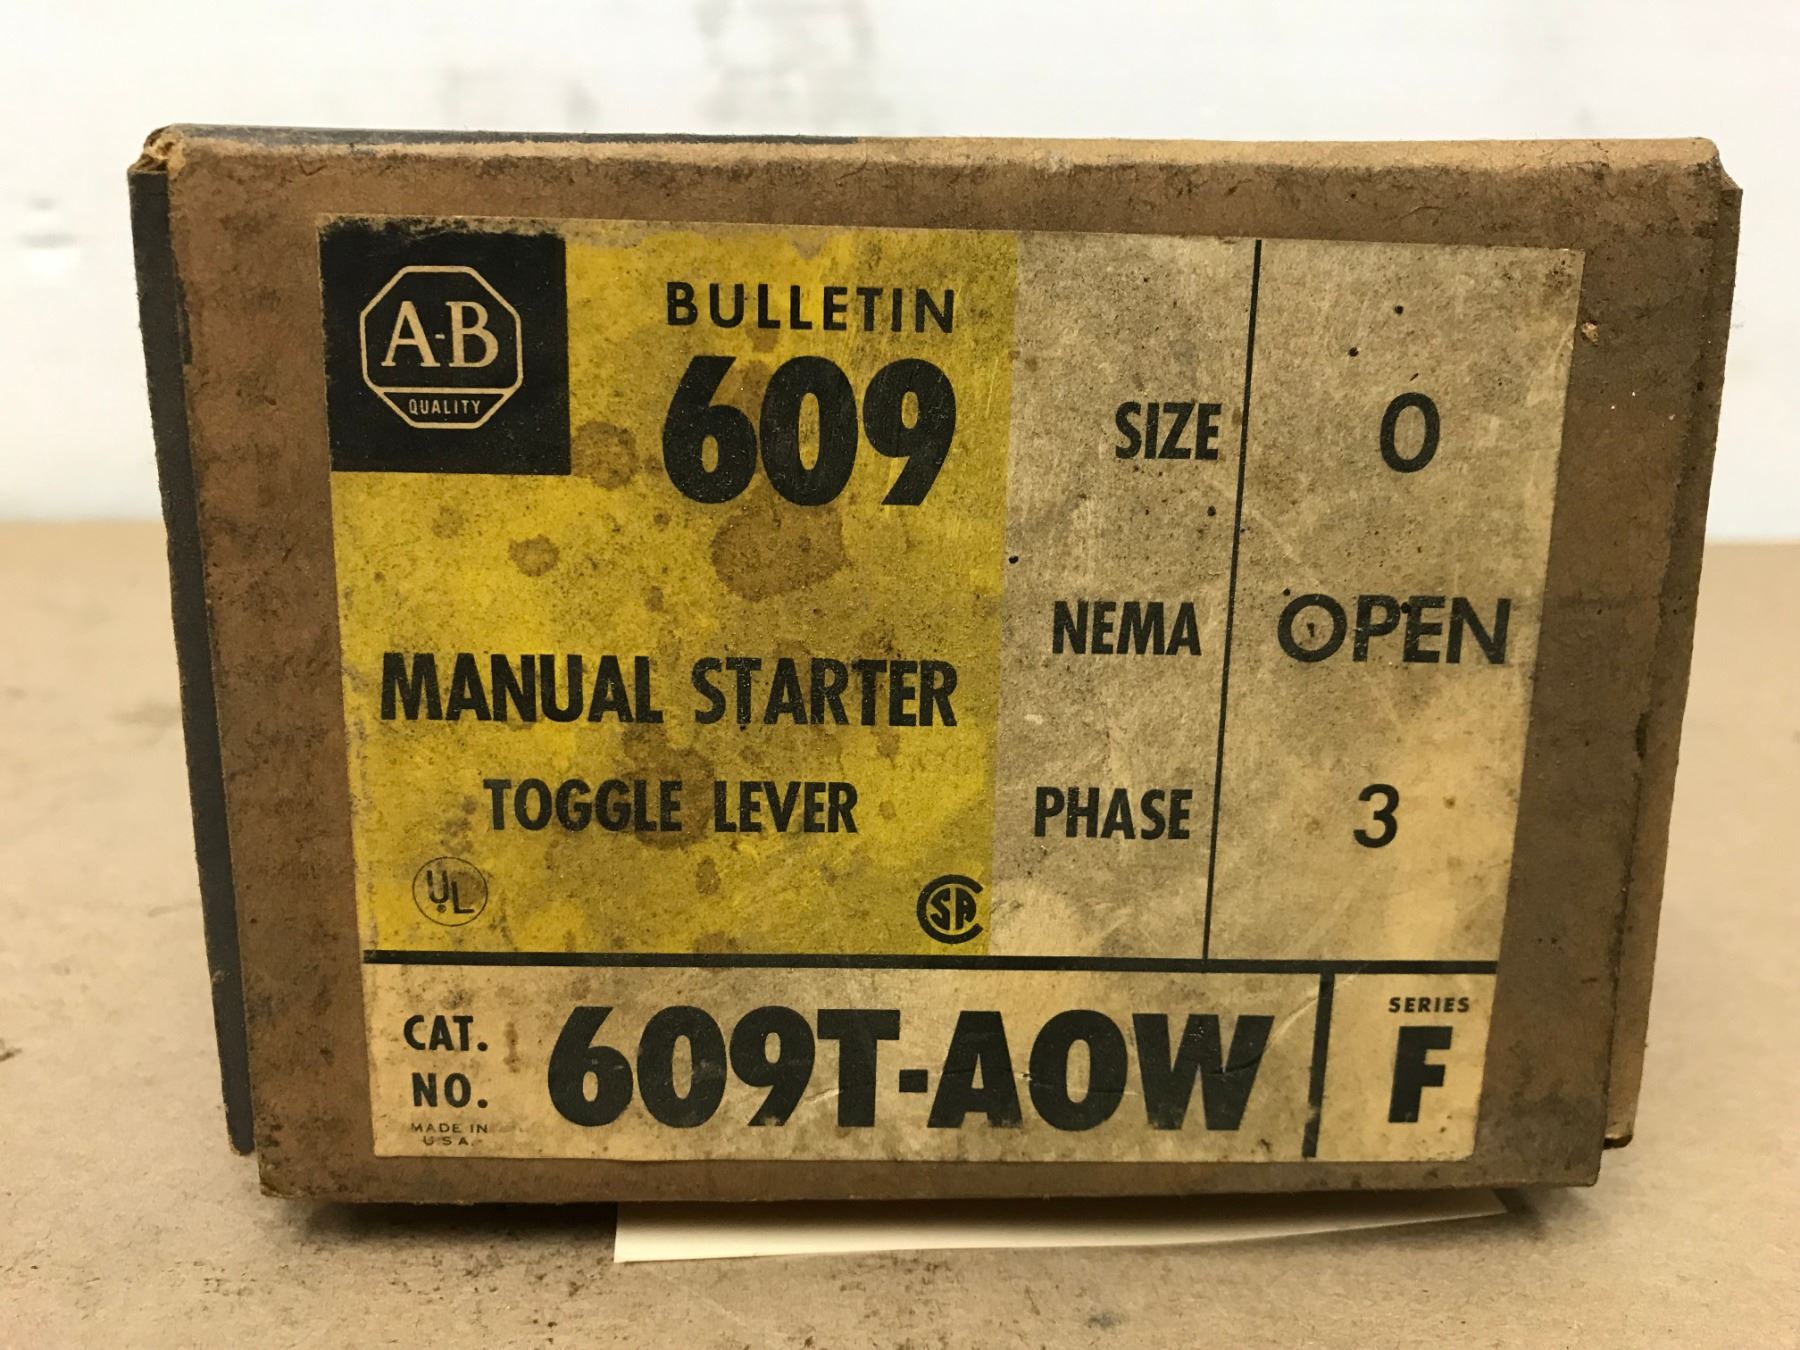 A-B
QUALITY
BULLETIN
609
MANUAL STARTER
TOGGLE LEVER
UL
CSA
SIZE 0
NEMA OPEN
PHASE 3
CAT.
NO.
MADE IN
U.S.A.
609T-AOW
SERIES
F